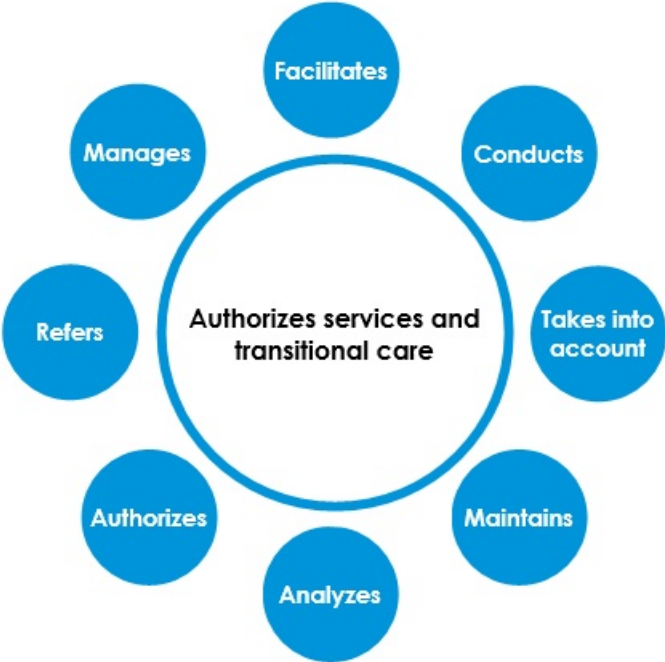 Facilitates
Manages
Conducts
Authorizes services and
transitional care
Refers
Takes into
account
Authorizes
Maintains
Analyzes